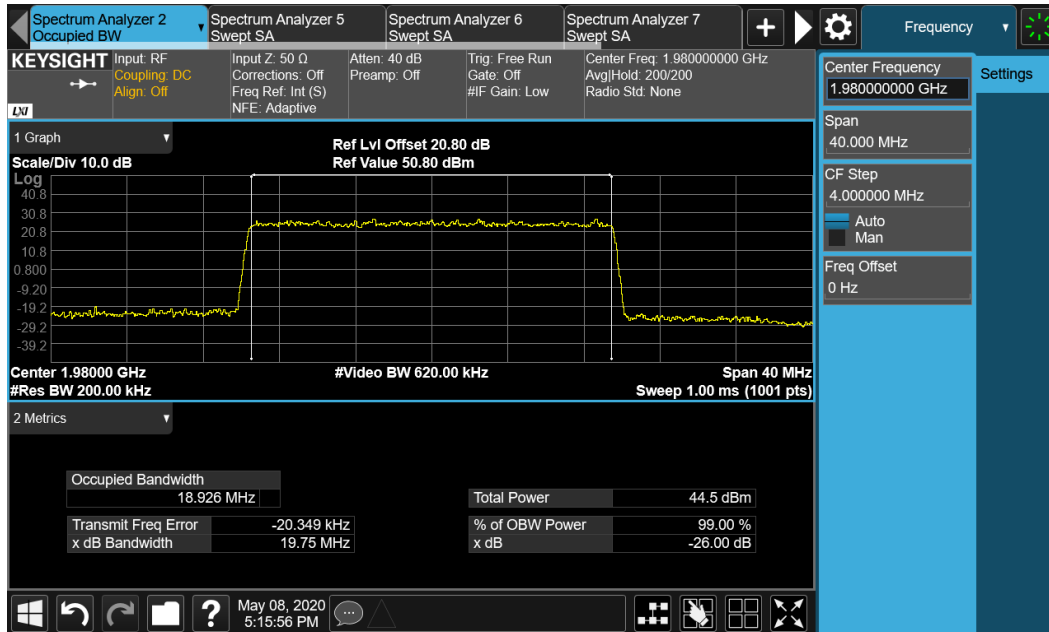 Spectrum Analyzer 2
Occupied BW
Spectrum Analyzer 5
Swept SA
Spectrum Analyzer 6
Swept SA
Spectrum Analyzer 7
Swept SA
Frequency
KEYSIGHT
LXI
Input: RF
Coupling: DC
Align: Off
Input Z: 50 Ω
Corrections: Off
Freq Ref: Int (S)
NFE: Adaptive
Atten: 40 dB
Preamp: Off
Trig: Free Run
Gate: Off
#IF Gain: Low
Center Freq: 1.980000000 GHz
Avg|Hold: 200/200
Radio Std: None
Center Frequency
1.980000000 GHz
Settings
Span
40.000 MHz
CF Step
4.000000 MHz
Auto
Man
Freq Offset
0 Hz
1 Graph
Scale/Div 10.0 dB
Ref Lvl Offset 20.80 dB
Ref Value 50.80 dBm
Log
40.8
30.8
20.8
10.8
0.800
-9.20
-19.2
-29.2
-39.2
Center 1.98000 GHz
#Res BW 200.00 kHz
#Video BW 620.00 kHz
Span 40 MHz
Sweep 1.00 ms (1001 pts)
2 Metrics
Occupied Bandwidth
18.926 MHz
Transmit Freq Error -20.349 kHz
x dB Bandwidth 19.75 MHz
Total Power 44.5 dBm
% of OBW Power 99.00 %
x dB -26.00 dB
?
May 08, 2020
5:15:56 PM